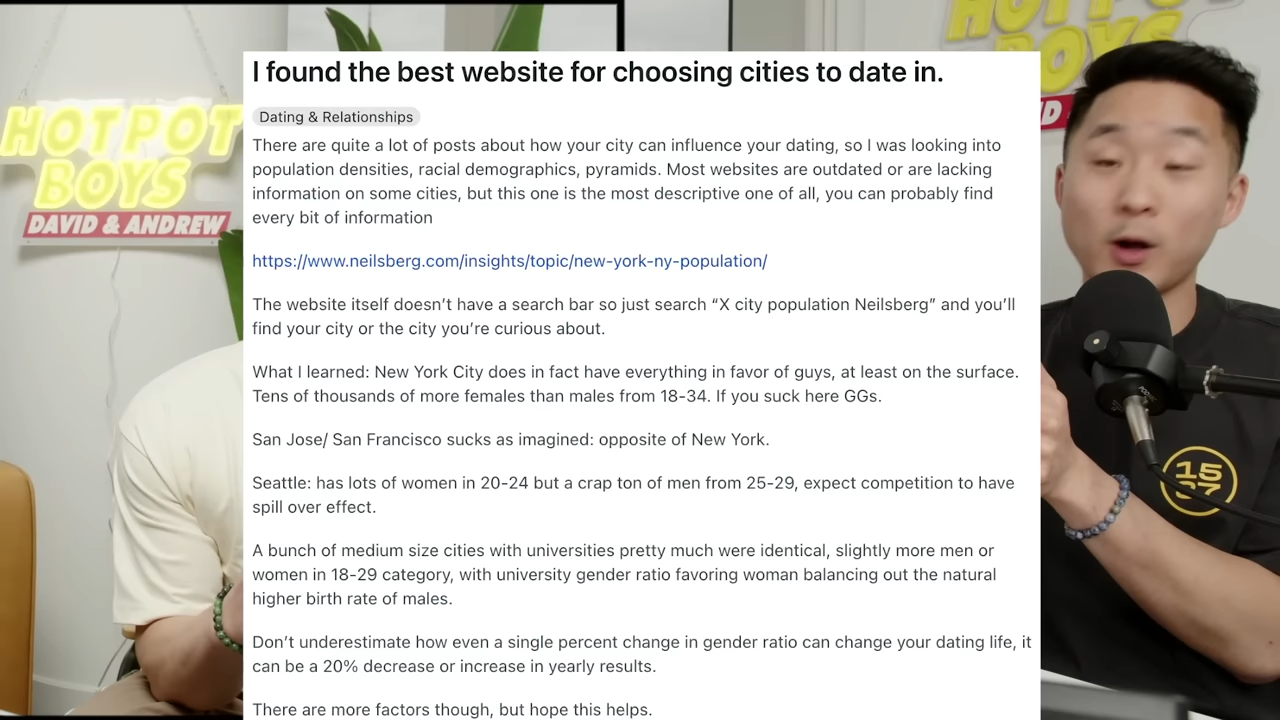 I found the best website for choosing cities to date in.
Dating & Relationships
There are quite a lot of posts about how your city can influence your dating, so I was looking into
population densities, racial demographics, pyramids. Most websites are outdated or are lacking
information on some cities, but this one is the most descriptive one of all, you can probably find
every bit of information
https://www.neilsberg.com/insights/topic/new-york-ny-population/
The website itself doesn't have a search bar so just search “X city population Neilsberg” and you'll
find your city or the city you're curious about.
What I learned: New York City does in fact have everything in favor of guys, at least on the surface.
Tens of thousands of more females than males from 18-34. If you suck here GGs.
San Jose/ San Francisco sucks as imagined: opposite of New York.
Seattle: has lots of women in 20-24 but a crap ton of men from 25-29, expect competition to have
spill over effect.
A bunch of medium size cities with universities pretty much were identical, slightly more men or
women in 18-29 category, with university gender ratio favoring woman balancing out the natural
higher birth rate of males.
Don't underestimate how even a single percent change in gender ratio can change your dating life, it
can be a 20% decrease or increase in yearly results.
There are more factors though, but hope this helps.
HOTPOT
BOYS
DAVID & ANDREW
HOTPOT
BOYS
D
15
37